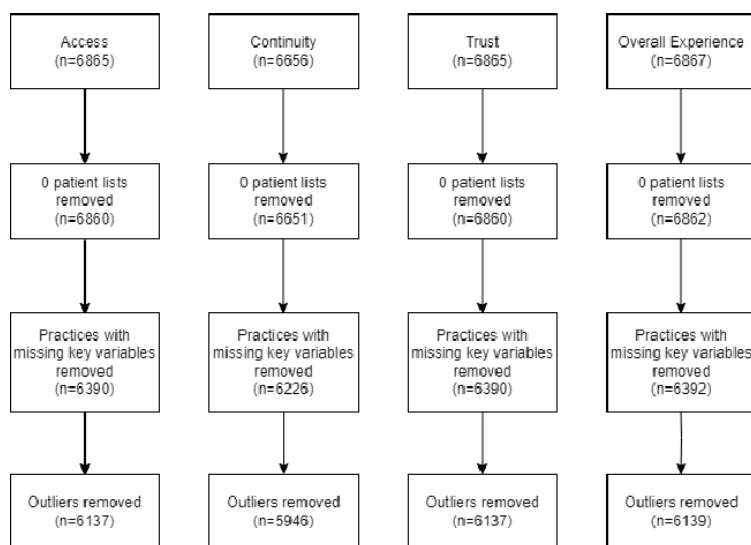 Access
(n=6865)
Continuity
(n=6656)
Trust
(n=6865)
Overall Experience
(n=6867)
0 patient lists
removed
(n=6860)
0 patient lists
removed
(n=6651)
0 patient lists
removed
(n=6860)
0 patient lists
removed
(n=6862)
Practices with
missing key variables
removed
(n=6390)
Practices with
missing key variables
removed
(n=6226)
Practices with
missing key variables
removed
(n=6390)
Practices with
missing key variables
removed
(n=6392)
Outliers removed
(n=6137)
Outliers removed
(n=5946)
Outliers removed
(n=6137)
Outliers removed
(n=6139)